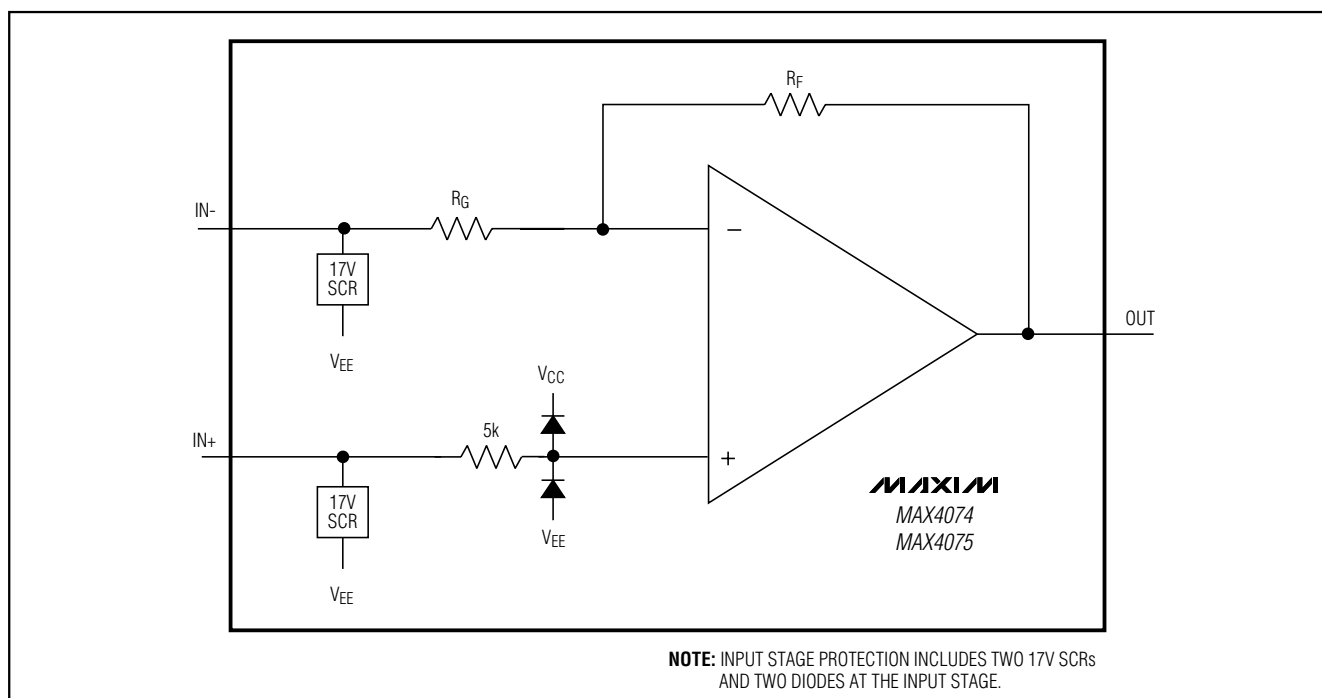 RF
RG
IN-
−
17V
SCR
VEE
OUT
VCC
5k
IN+
+
17V
SCR
VEE
VEE
MAXIM
MAX4074
MAX4075
NOTE: INPUT STAGE PROTECTION INCLUDES TWO 17V SCRs
AND TWO DIODES AT THE INPUT STAGE.